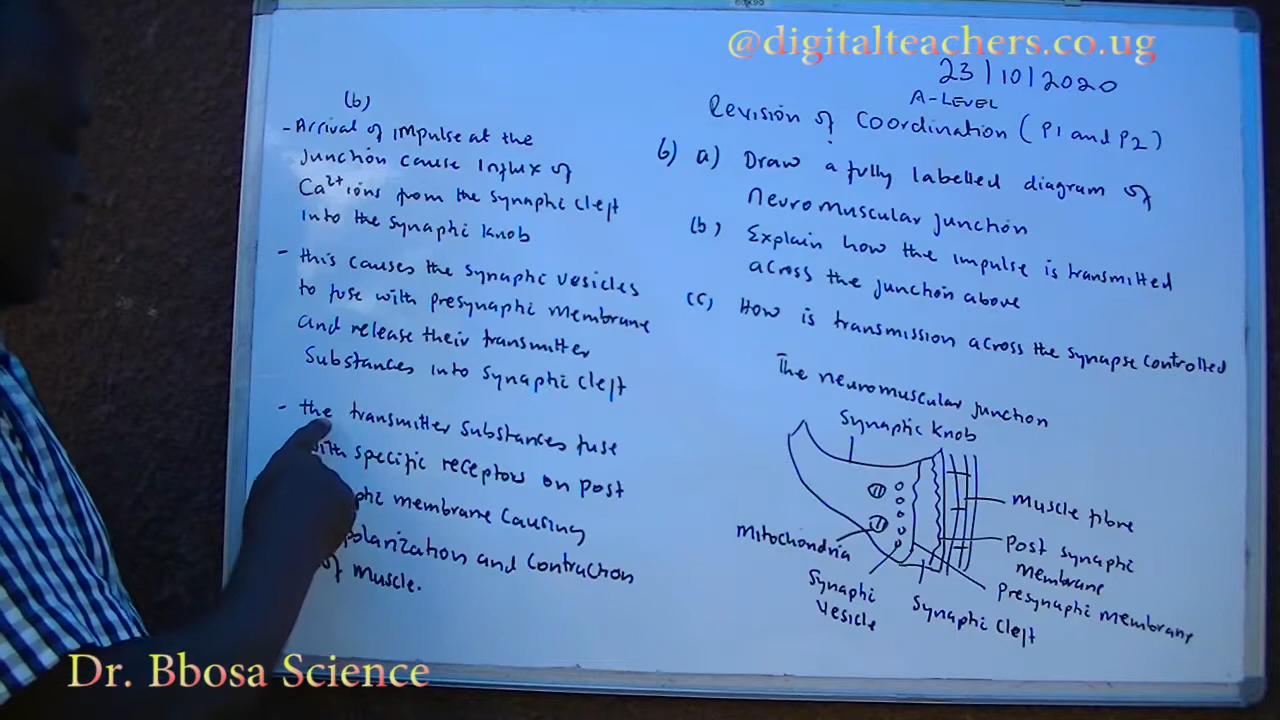 @digitalteachers.co.ug
23/10/2020
A-LEVEL
Revision of Coordination (P1 and P2)
6) a) Draw a fully labelled diagram of
Neuromuscular junction
(b) Explain how the impulse is transmitted
across the junction above
(c) How is transmission across the synapse controlled
The neuromuscular junction
Synaptic knob
Muscle fibre
Post synaptic
membrane
Presynaptic membrane
Synaptic cleft
Synaptic
Vesicle
Mitochondria
(b)
- Arrival of impulse at the
junction cause influx of
Ca2+ ions from the synaptic cleft
into the synaptic knob
- this causes the synaptic vesicles
to fuse with presynaptic membrane
and release their transmitter
substances into synaptic cleft
- the transmitter substances fuse
with specific receptors on post
membrane causing
and contraction
of muscle.
Dr. Bbosa Science